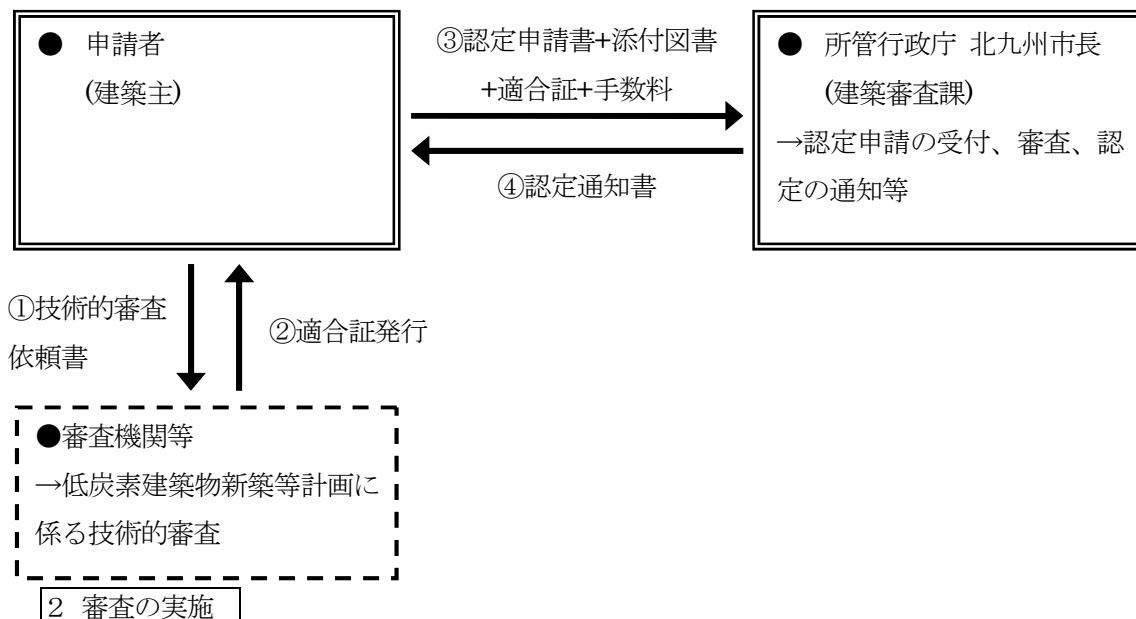 ● 申請者
(建築主)
③認定申請書+添付図書
+適合証+手数料
④認定通知書
● 所管行政庁 北九州市長
(建築審査課)
→認定申請の受付、審査、認
定の通知等
①技術的審査
依頼書
②適合証発行
●審査機関等
→低炭素建築物新築等計画に
係る技術的審査
2 審査の実施